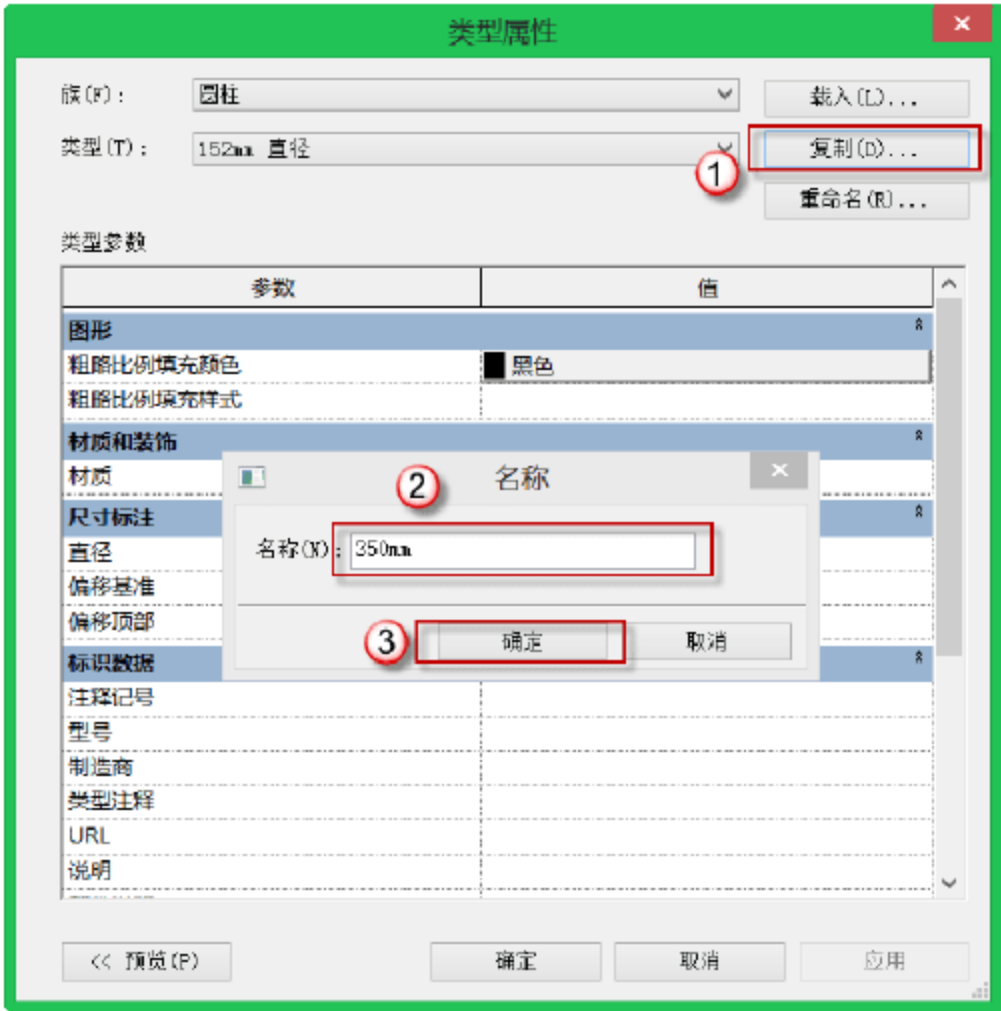 类型属性
族(F)：
圆柱
载入(L)...
类型(T)：
152mm 直径
复制(D)...
1
重命名(R)...
类型参数
参数
值
图形
粗略比例填充颜色
黑色
粗略比例填充样式
材质和装饰
材质
2
名称
尺寸标注
名称(N)：
350mm
直径
偏移基准
偏移顶部
3
确定
取消
标识数据
注释记号
型号
制造商
类型注释
URL
说明
<< 预览(P)
确定
取消
应用